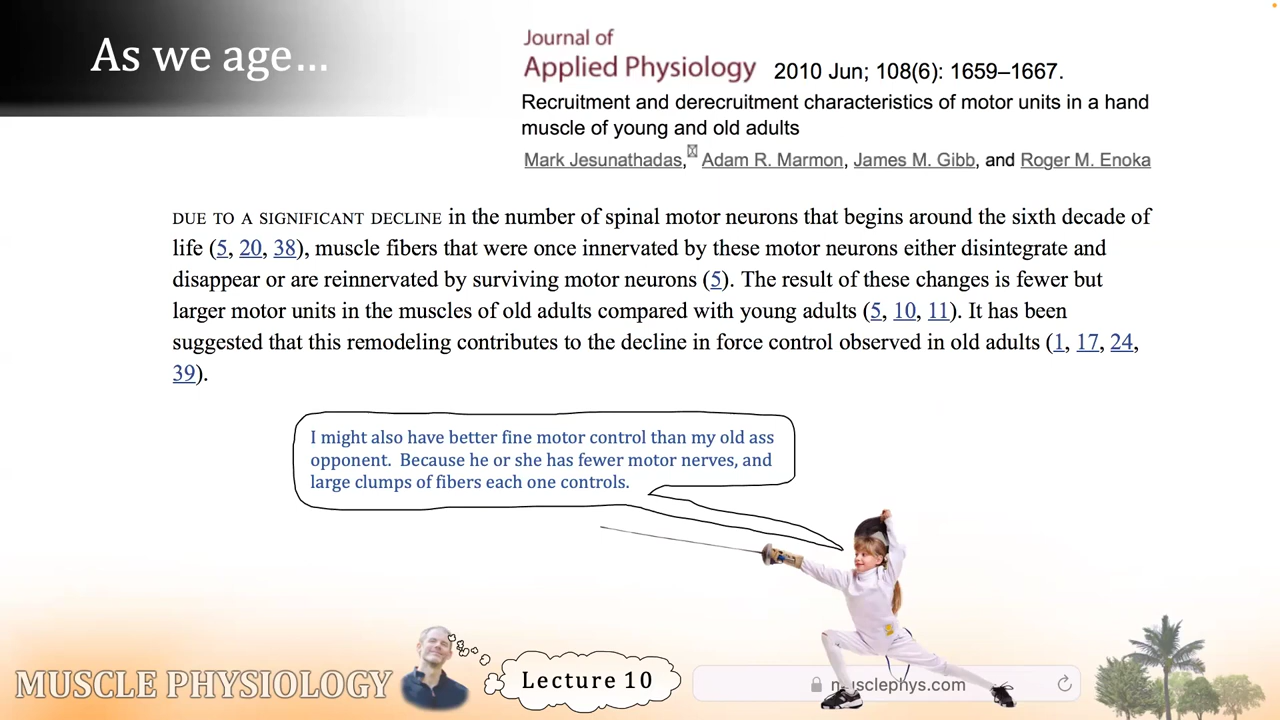 As we age…
Journal of
Applied Physiology 2010 Jun; 108(6): 1659–1667.
Recruitment and derecruitment characteristics of motor units in a hand
muscle of young and old adults
Mark Jesunathadas, Adam R. Marmon, James M. Gibb, and Roger M. Enoka
DUE TO A SIGNIFICANT DECLINE in the number of spinal motor neurons that begins around the sixth decade of
life (5, 20, 38), muscle fibers that were once innervated by these motor neurons either disintegrate and
disappear or are reinnervated by surviving motor neurons (5). The result of these changes is fewer but
larger motor units in the muscles of old adults compared with young adults (5, 10, 11). It has been
suggested that this remodeling contributes to the decline in force control observed in old adults (1, 17, 24,
39).
I might also have better fine motor control than my old ass
opponent. Because he or she has fewer motor nerves, and
large clumps of fibers each one controls.
MUSCLE PHYSIOLOGY
Lecture 10
musclephys.com